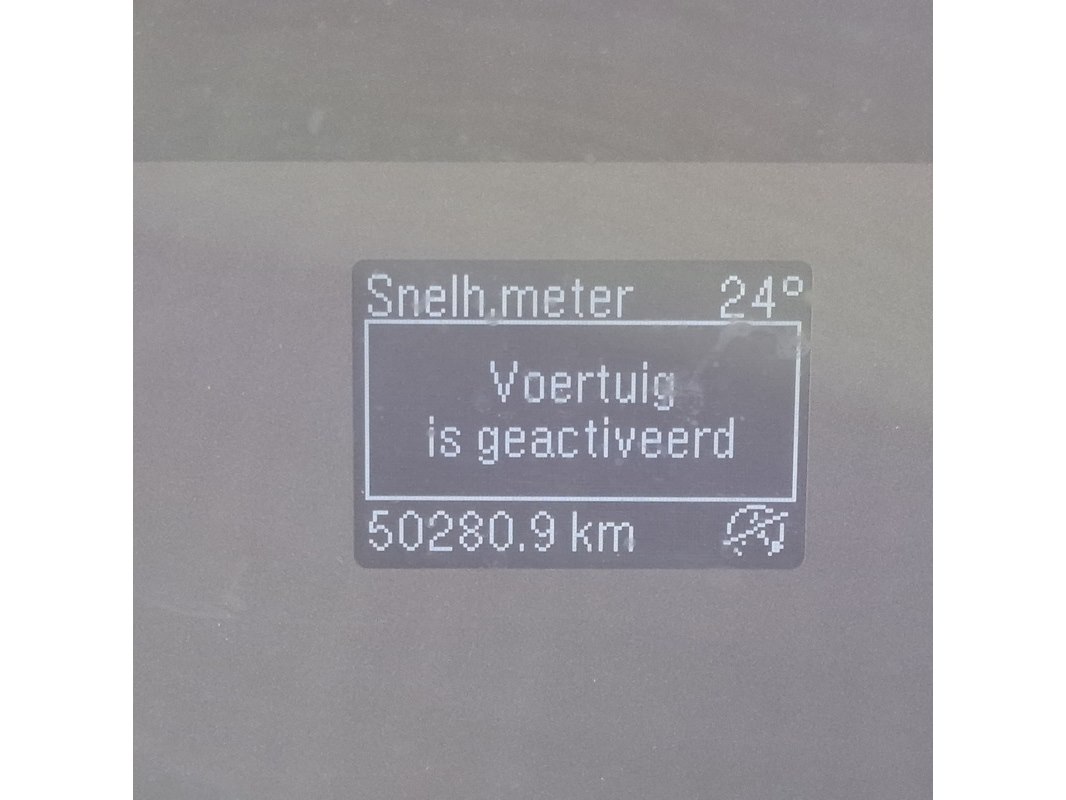 Snelh.meter 24°
Voertuig
is geactiveerd
50280.9 km